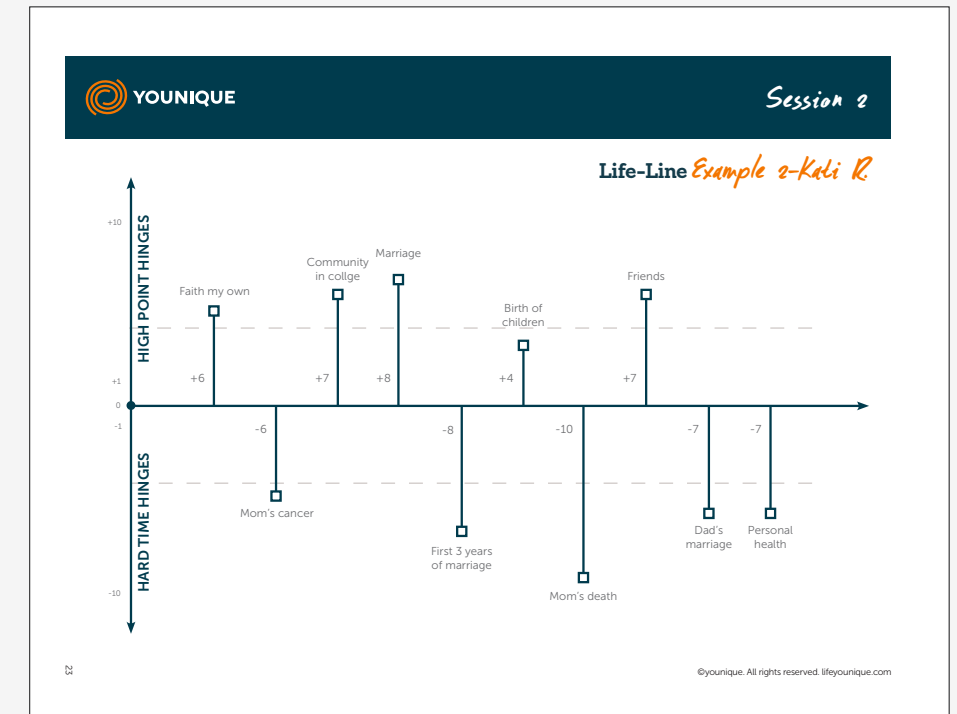 YOUNIQUE
Session 2
Life-Line Example 2-Kati R.
+10
HIGH POINT HINGES
+1
0
-1
HARD TIME HINGES
-10
Faith my own
+6
-6
Mom's cancer
Community
in collge
+7
Marriage
+8
-8
First 3 years
of marriage
Birth of
children
+4
-10
Mom's death
Friends
+7
-7
Dad's
marriage
-7
Personal
health
23
©younique. All rights reserved. lifeyounique.com